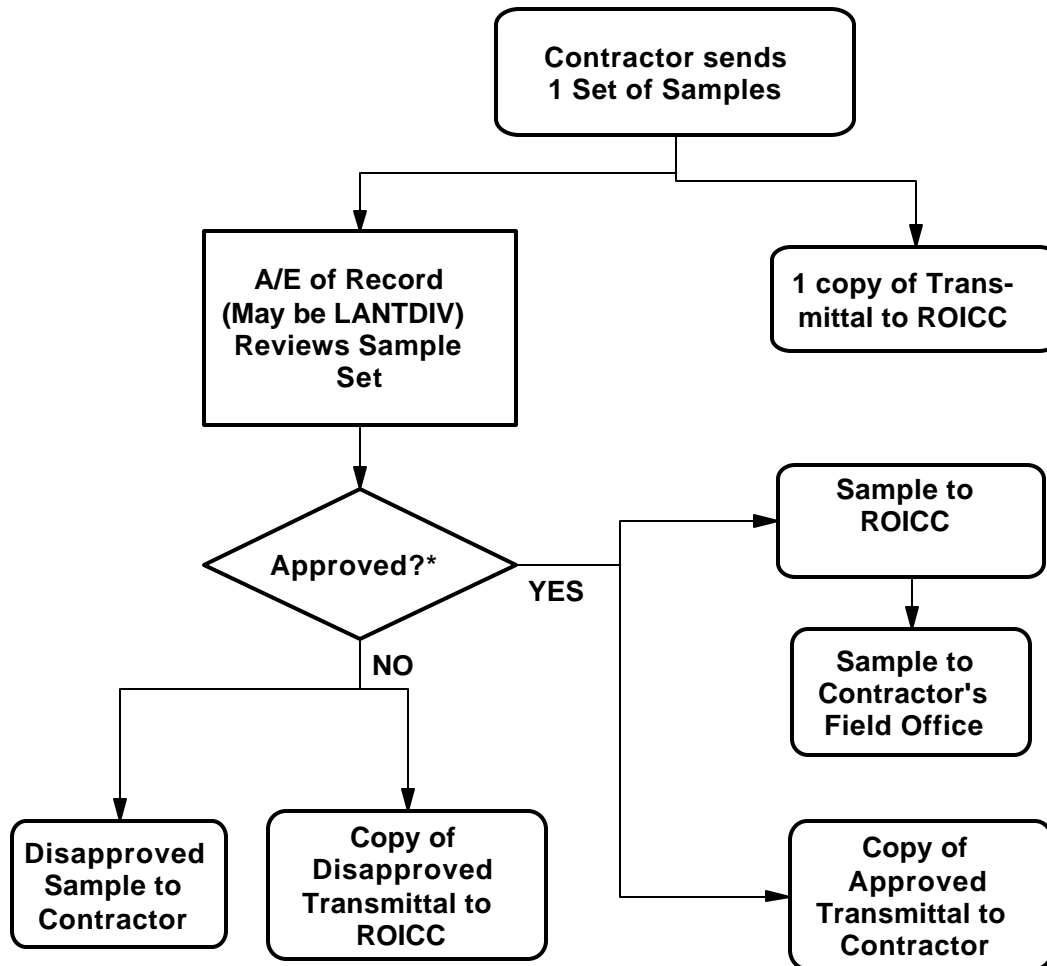 Contractor sends
1 Set of Samples
A/E of Record
(May be LANTDIV)
Reviews Sample
Set
1 copy of Trans-
mittal to ROICC
Approved?*
YES
NO
Sample to
ROICC
Sample to
Contractor's
Field Office
Disapproved
Sample to
Contractor
Copy of
Disapproved
Transmittal to
ROICC
Copy of
Approved
Transmittal to
Contractor